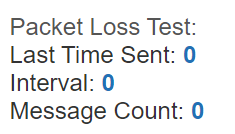 Packet Loss Test:
Last Time Sent: 0
Interval: 0
Message Count: 0